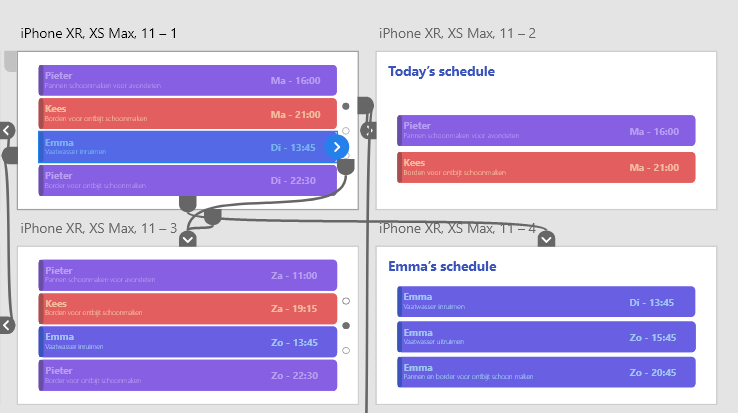 iPhone XR, XS Max, 11 – 1
Pieter
Pannen schoonmaken voor avondeten
Ma - 16:00
Kees
Borden voor ontbijt schoonmaken
Ma - 21:00
Emma
Vaatwasser inruimen
Di - 13:45
Pieter
Border voor ontbijt schoonmaken
Di - 22:30
iPhone XR, XS Max, 11 – 2
Today's schedule
Pieter
Pannen schoonmaken voor avondeten
Ma - 16:00
Kees
Borden voor ontbijt schoonmaken
Ma - 21:00
iPhone XR, XS Max, 11 – 3
Pieter
Pannen schoonmaken voor avondeten
Za - 11:00
Kees
Borden voor ontbijt schoonmaken
Za - 19:15
Emma
Vaatwasser inruimen
Zo - 13:45
Pieter
Border voor ontbijt schoonmaken
Zo - 22:30
iPhone XR, XS Max, 11 – 4
Emma's schedule
Emma
Vaatwasser inruimen
Di - 13:45
Emma
Vaatwasser uitruimen
Zo - 15:45
Emma
Pannen en border voor ontbijt schoon maken
Zo - 20:45